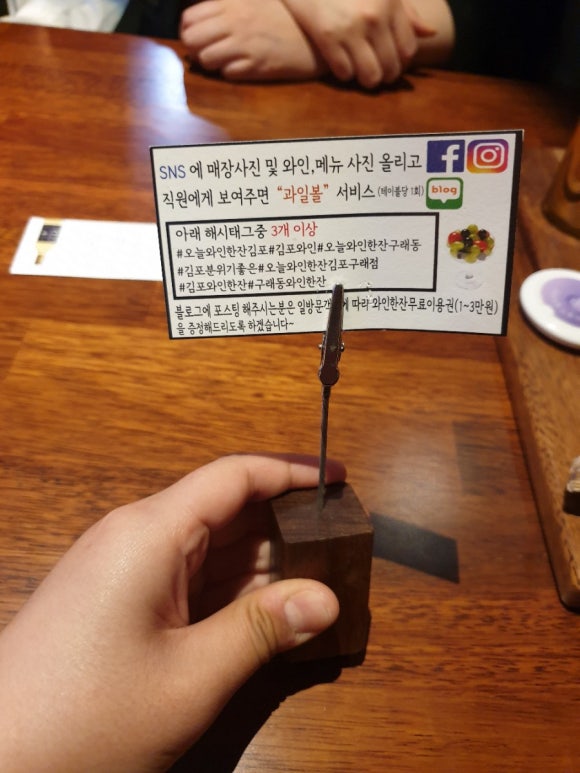 SNS 에 매장사진 및 와인,메뉴 사진 올리고
직원에게 보여주면 "과일볼" 서비스(테이블당 1회)
blog
아래 해시태그중 3개 이상
#오늘와인한잔김포#김포와인#오늘와인한잔구래동
#김포분위기좋은#오늘와인한잔김포구래점
#김포와인한잔#구래동와인한잔
블로그에 포스팅 해주시는분은 일방문객 에 따라 와인한잔무료이용권(1~3만원)
을 증정해드리도록 하겠습니다~